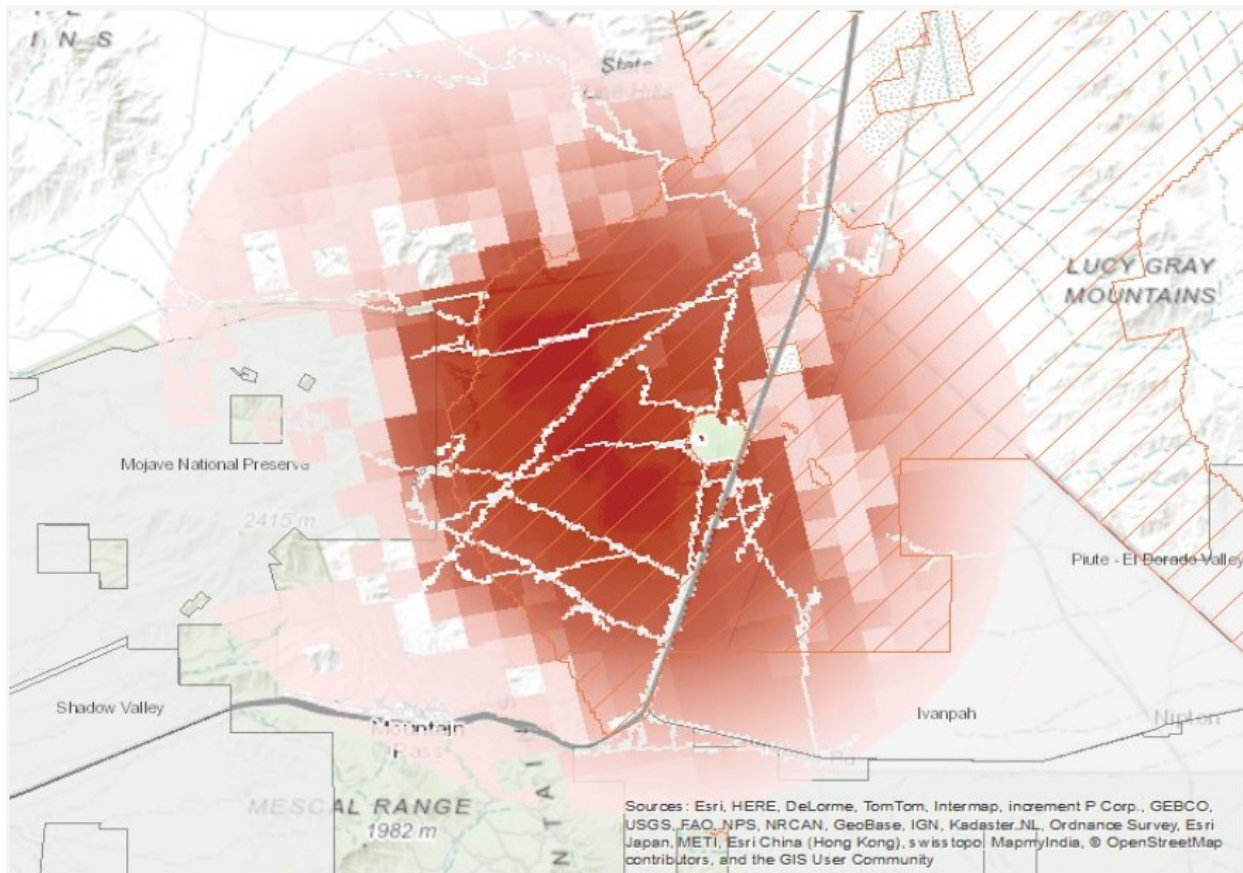 I N S
State
LUCY GRAY
MOUNTAINS
Mojave National Preserve
2415 m
Piute - El Dorado Valley
Shadow Valley
Mountain
Pass
Ivanpah
Nipton
MESCAL RANGE
1982 m
N T A I
Sources: Esri, HERE, DeLorme, TomTom, Intermap, increment P Corp., GEBCO,
USGS, FAO, NPS, NRCAN, GeoBase, IGN, Kadaster NL, Ordnance Survey, Esri
Japan, METI, Esri China (Hong Kong), swisstopo, MapmyIndia, © OpenStreetMap
contributors, and the GIS User Community